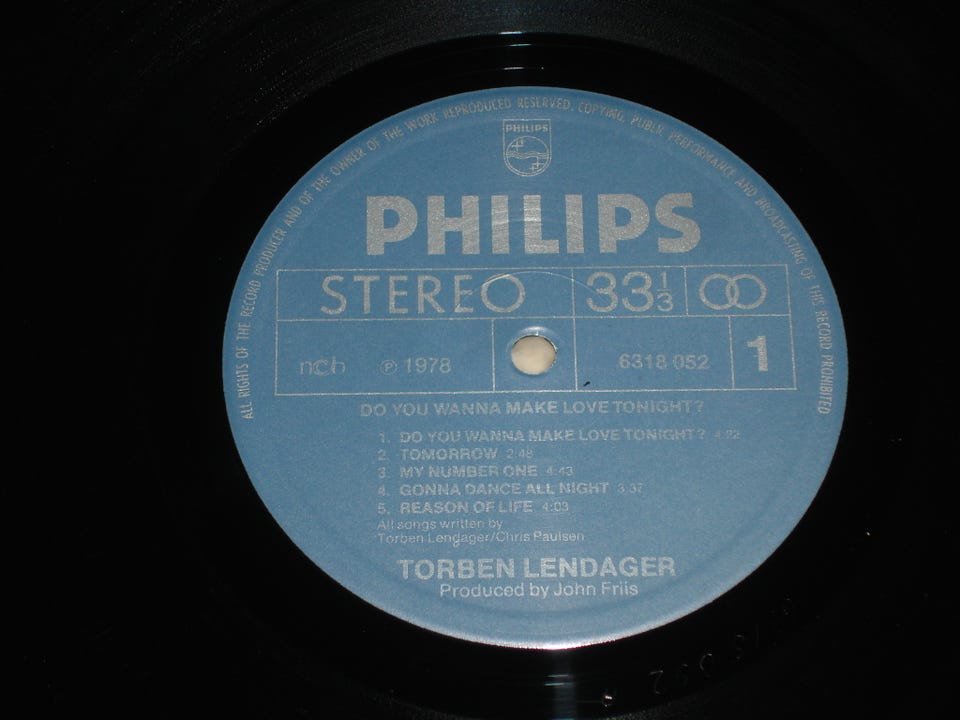 ALL RIGHTS OF THE RECORD PRODUCER AND OF THE OWNER OF THE WORK REPRODUCED RESERVED. COPYING, PUBLIC PERFORMANCE AND BROADCASTING OF THIS RECORD PROHIBITED
PHILIPS
PHILIPS
STEREO 33 1/3
ncb ℗ 1978 6318 052 1
DO YOU WANNA MAKE LOVE TONIGHT?
1. DO YOU WANNA MAKE LOVE TONIGHT? 4:22
2. TOMORROW 2:48
3. MY NUMBER ONE 4:43
4. GONNA DANCE ALL NIGHT 3:37
5. REASON OF LIFE 4:03
All songs written by
Torben Lendager/Chris Paulsen
TORBEN LENDAGER
Produced by John Friis